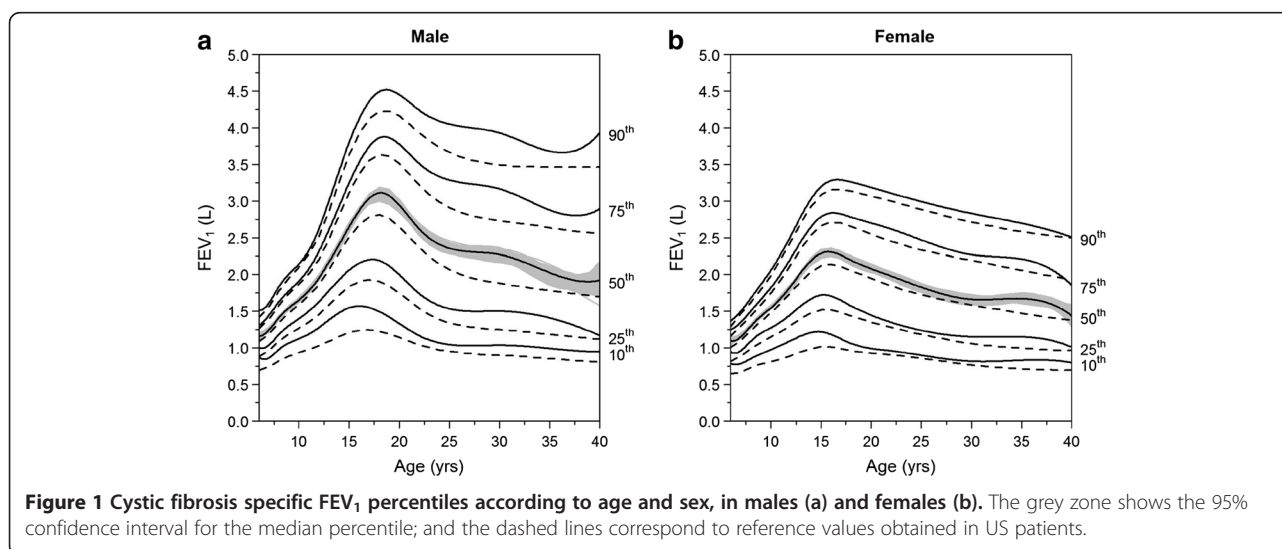 a Male
5.0
4.5
4.0
3.5
3.0
2.5
2.0
1.5
1.0
0.5
0.0
FEV₁ (L)
90th
75th
50th
25th
10th
10 15 20 25 30 35 40
Age (yrs)
b Female
5.0
4.5
4.0
3.5
3.0
2.5
2.0
1.5
1.0
0.5
0.0
FEV₁ (L)
90th
75th
50th
25th
10th
10 15 20 25 30 35 40
Age (yrs)
Figure 1 Cystic fibrosis specific FEV₁ percentiles according to age and sex, in males (a) and females (b). The grey zone shows the 95%
confidence interval for the median percentile; and the dashed lines correspond to reference values obtained in US patients.